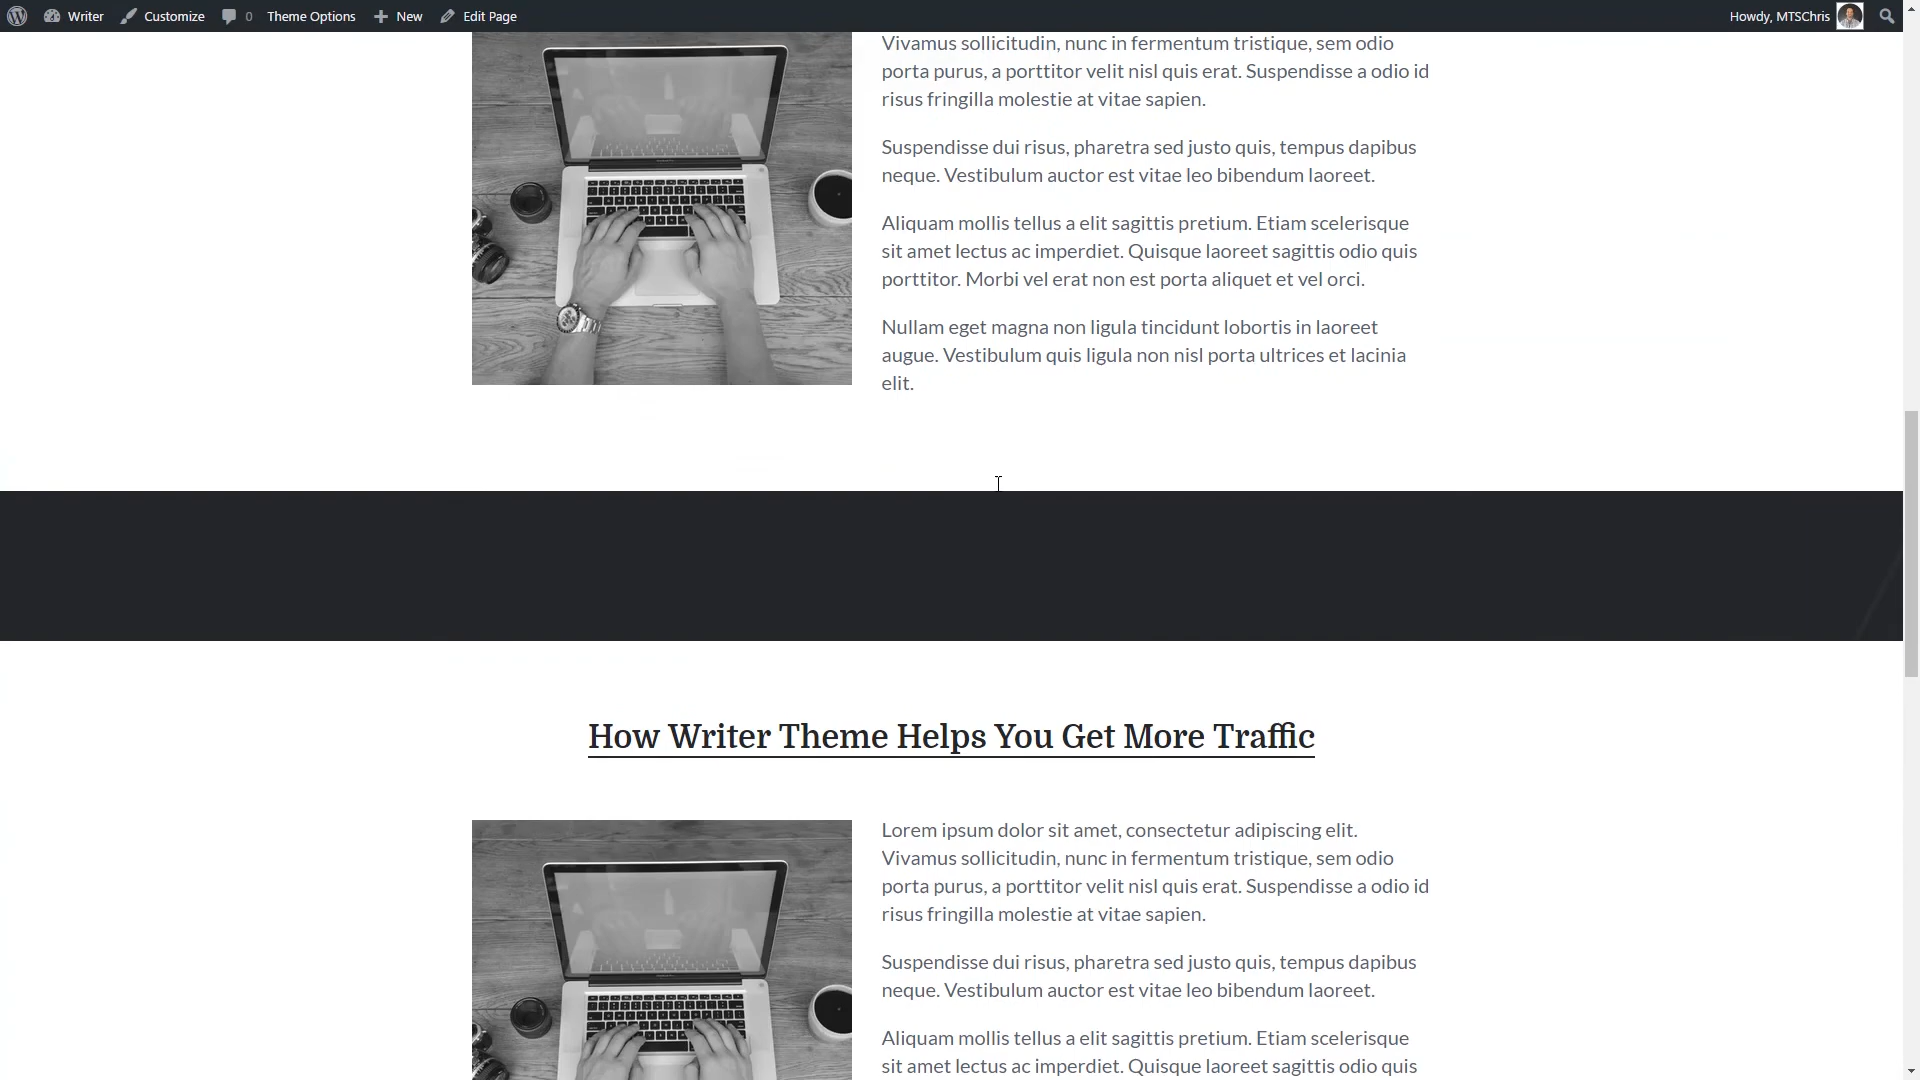 Writer Customize 0 Theme Options New Edit Page Howdy, MTSChris
Vivamus sollicitudin, nunc in fermentum tristique, sem odio
porta purus, a porttitor velit nisl quis erat. Suspendisse a odio id
risus fringilla molestie at vitae sapien.
Suspendisse dui risus, pharetra sed justo quis, tempus dapibus
neque. Vestibulum auctor est vitae leo bibendum laoreet.
Aliquam mollis tellus a elit sagittis pretium. Etiam scelerisque
sit amet lectus ac imperdiet. Quisque laoreet sagittis odio quis
porttitor. Morbi vel erat non est porta aliquet et vel orci.
Nullam eget magna non ligula tincidunt lobortis in laoreet
augue. Vestibulum quis ligula non nisl porta ultrices et lacinia
elit.
How Writer Theme Helps You Get More Traffic
Lorem ipsum dolor sit amet, consectetur adipiscing elit.
Vivamus sollicitudin, nunc in fermentum tristique, sem odio
porta purus, a porttitor velit nisl quis erat. Suspendisse a odio id
risus fringilla molestie at vitae sapien.
Suspendisse dui risus, pharetra sed justo quis, tempus dapibus
neque. Vestibulum auctor est vitae leo bibendum laoreet.
Aliquam mollis tellus a elit sagittis pretium. Etiam scelerisque
sit amet lectus ac imperdiet. Quisque laoreet sagittis odio quis